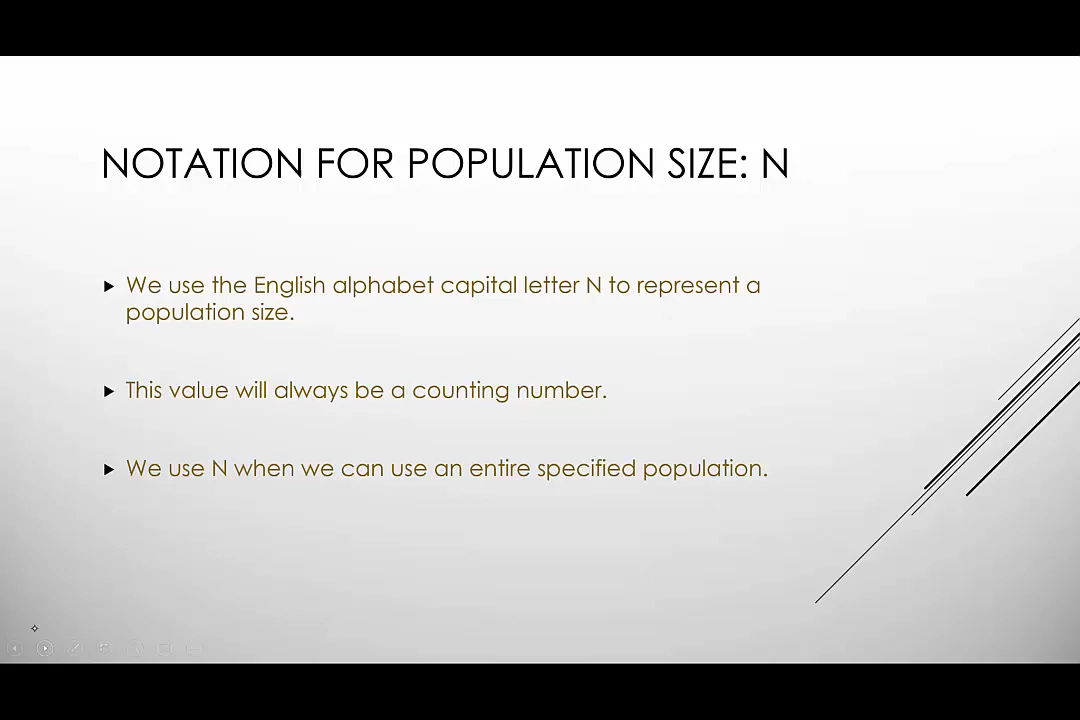 NOTATION FOR POPULATION SIZE: N
We use the English alphabet capital letter N to represent a
population size.
This value will always be a counting number.
We use N when we can use an entire specified population.